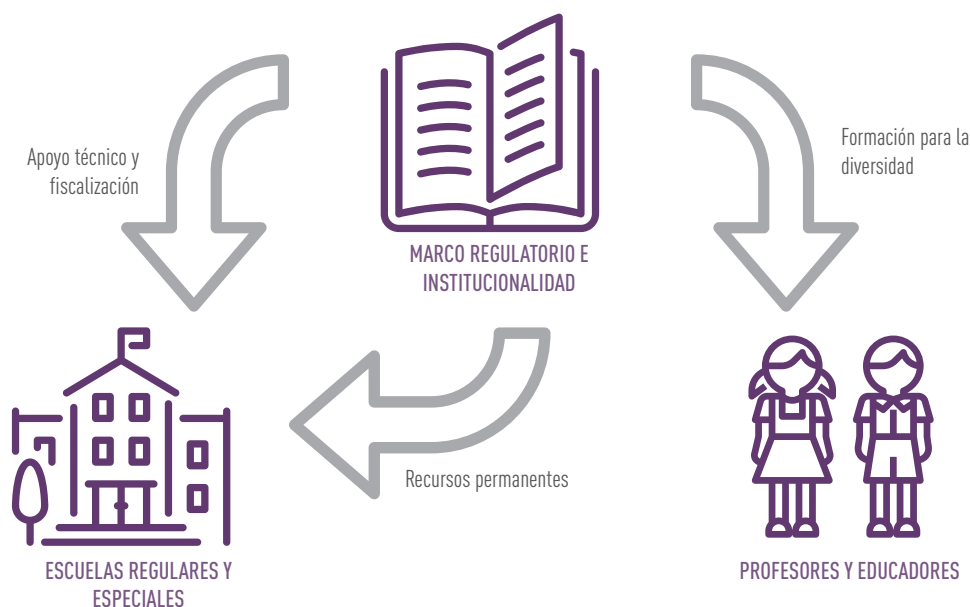 Apoyo técnico y
fiscalización
Formación para la
diversidad
MARCO REGULATORIO E
INSTITUCIONALIDAD
Recursos permanentes
ESCUELAS REGULARES Y
ESPECIALES
PROFESORES Y EDUCADORES